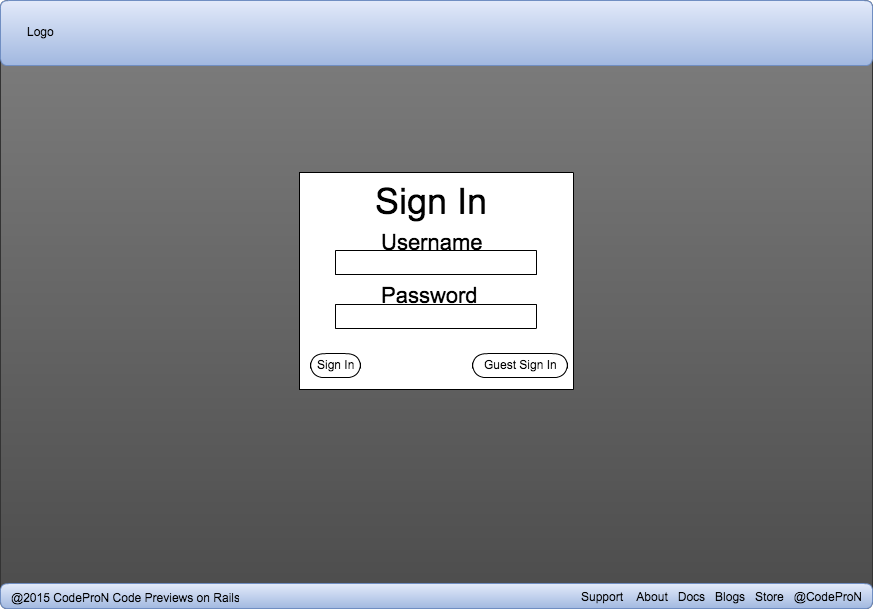 Logo
Sign In
Username
Password
Sign In Guest Sign In
@2015 CodeProN Code Previews on Rails Support About Docs Blogs Store @CodeProN